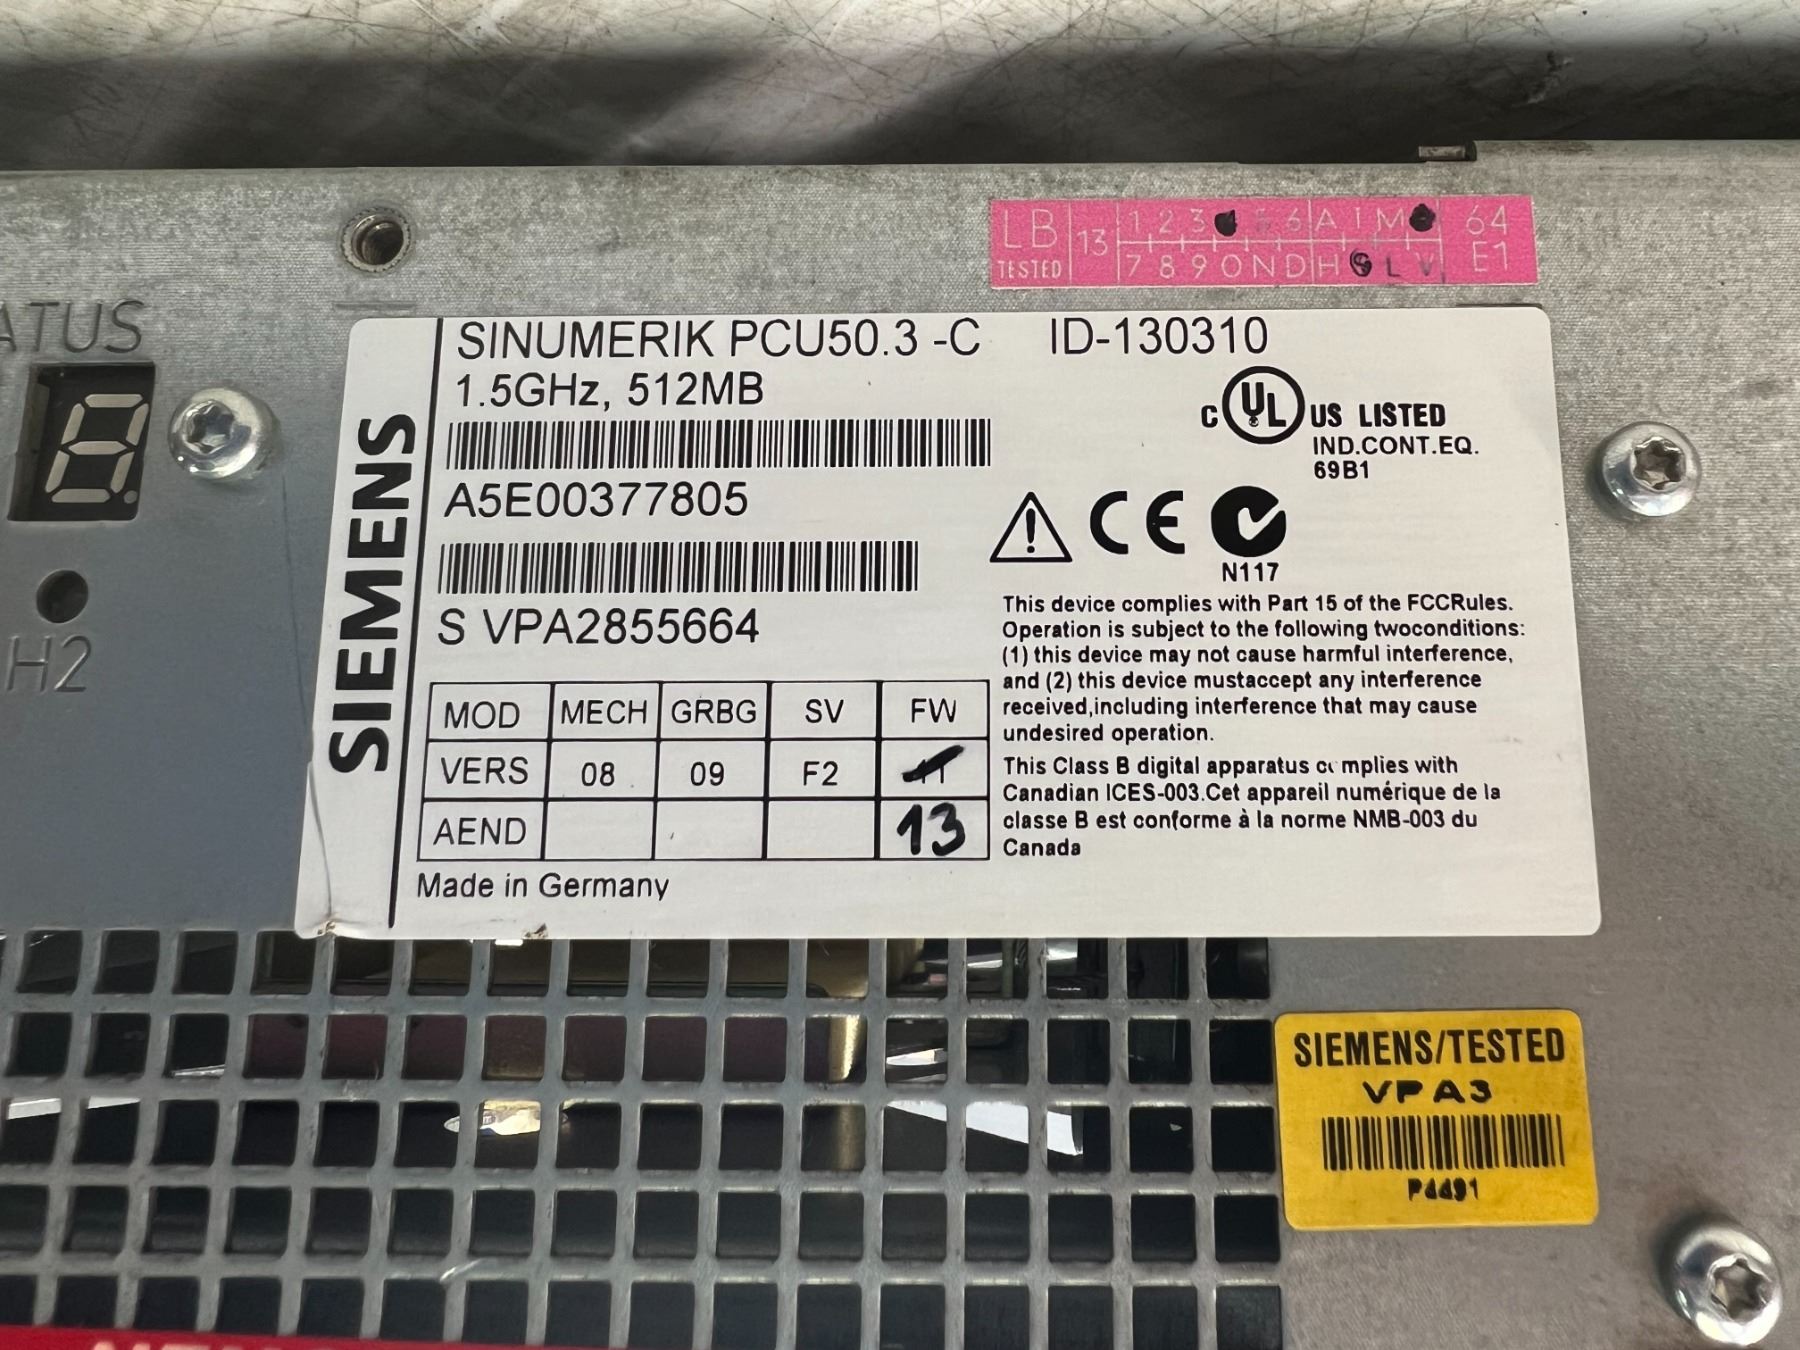 LB 13 1 2 3 6 A I M 64
TESTED 7 8 9 O N D H L V E1
ATUS
8.
H2
SIEMENS
SINUMERIK PCU50.3 -C ID-130310
1.5GHz, 512MB
A5E00377805
S VPA2855664
MOD MECH GRBG SV FW
VERS 08 09 F2 11
AEND 13
Made in Germany
C UL US LISTED
IND.CONT.EQ.
69B1
CE
N117
This device complies with Part 15 of the FCCRules.
Operation is subject to the following twoconditions:
(1) this device may not cause harmful interference,
and (2) this device mustaccept any interference
received,including interference that may cause
undesired operation.
This Class B digital apparatus complies with
Canadian ICES-003.Cet appareil numérique de la
classe B est conforme à la norme NMB-003 du
Canada
SIEMENS/TESTED
VPA3
P4491